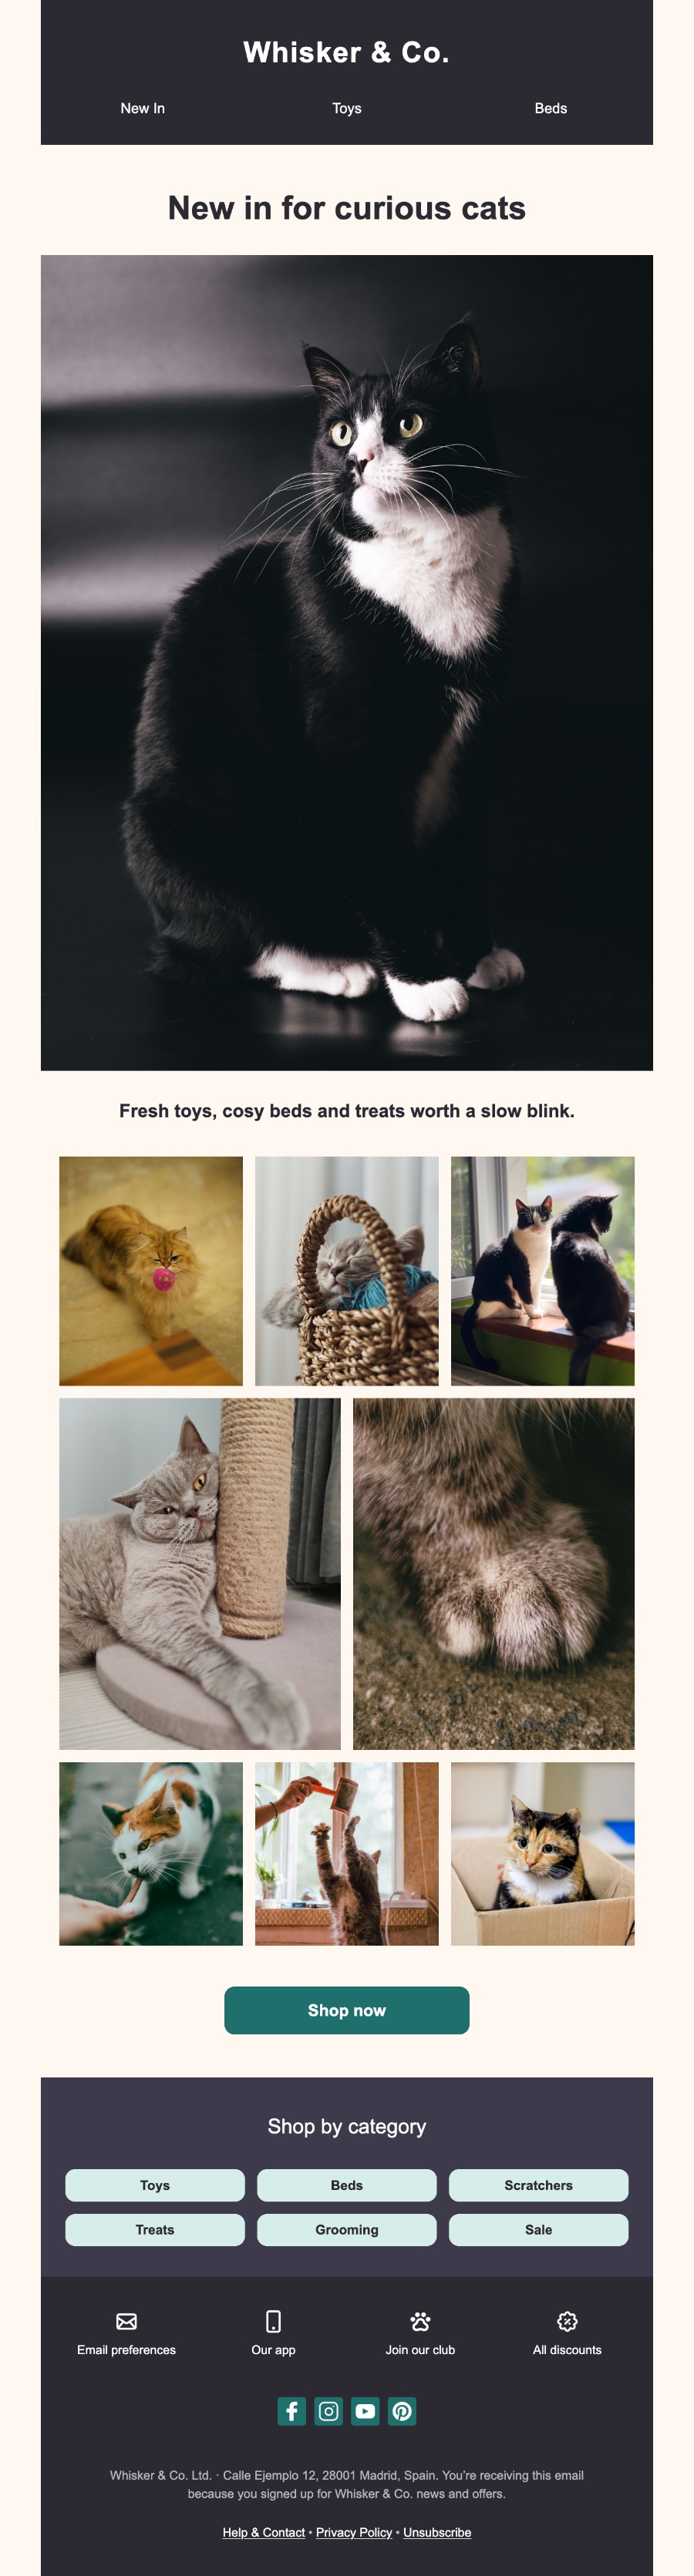 Whisker & Co.
New In
Toys
Beds
New in for curious cats
Fresh toys, cosy beds and treats worth a slow blink.
Shop now
Shop by category
Toys
Beds
Scratchers
Treats
Grooming
Sale
Email preferences
Our app
Join our club
All discounts
Whisker & Co. Ltd. · Calle Ejemplo 12, 28001 Madrid, Spain. You’re receiving this email
because you signed up for Whisker & Co. news and offers.
Help & Contact • Privacy Policy • Unsubscribe